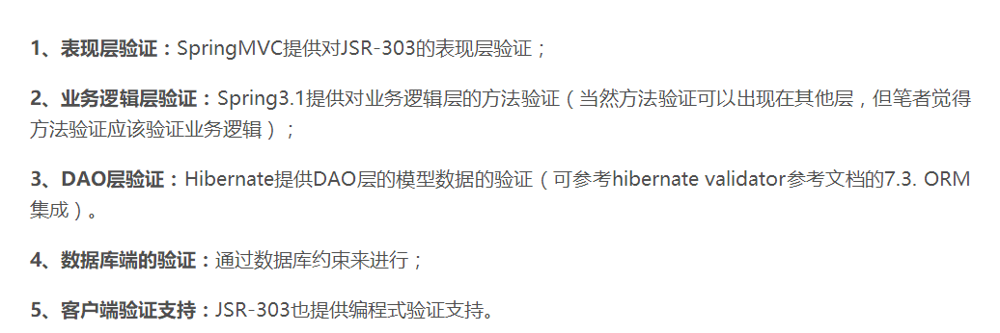 1、表现层验证：SpringMVC提供对JSR-303的表现层验证；
2、业务逻辑层验证：Spring3.1提供对业务逻辑层的方法验证（当然方法验证可以出现在其他层，但笔者觉得
方法验证应该验证业务逻辑）；
3、DAO层验证：Hibernate提供DAO层的模型数据的验证（可参考hibernate validator参考文档的7.3. ORM
集成）。
4、数据库端的验证：通过数据库约束来进行；
5、客户端验证支持：JSR-303也提供编程式验证支持。